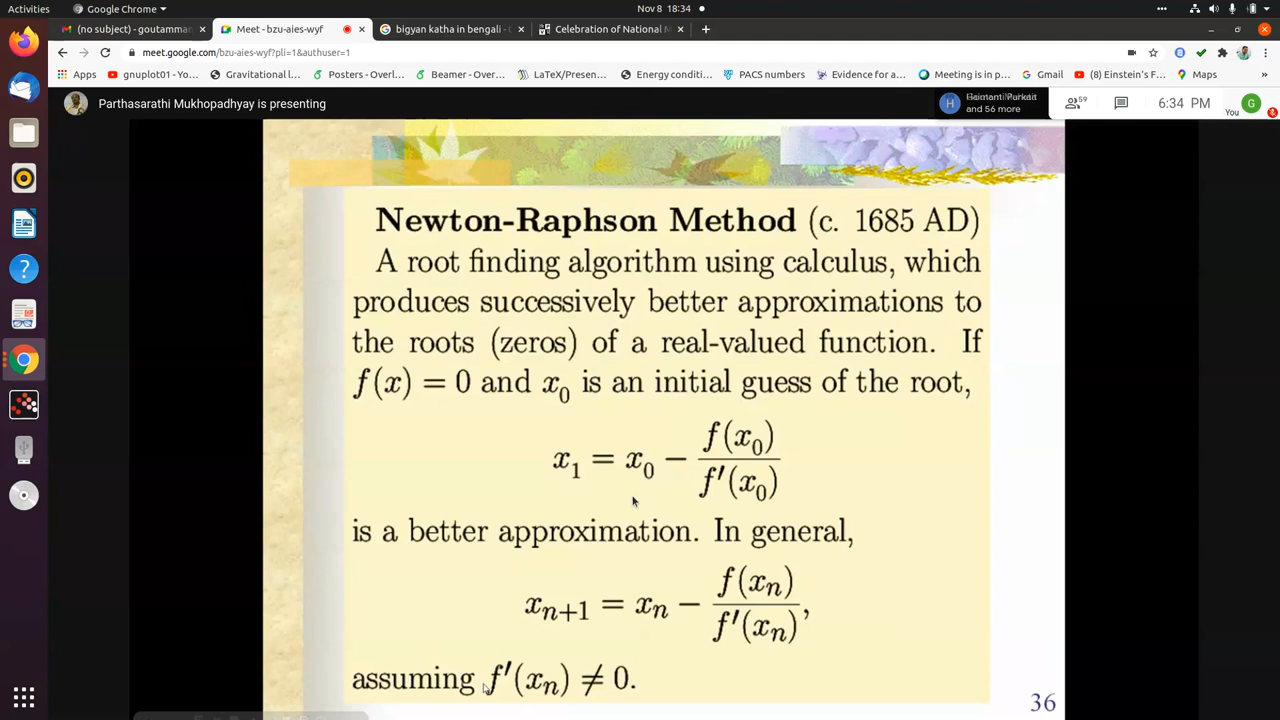 Activities
Google Chrome
Nov 8 18:34
(no subject) - goutamman
Meet - bzu-aies-wyf
bigyan katha in bengali -
Celebration of National M
meet.google.com/bzu-aies-wyf?pli=1&authuser=1
Apps
gnuplot01 - Yo...
Gravitational l...
Posters - Overl...
Beamer - Over...
LaTeX/Presen...
Energy conditi...
PACS numbers
Evidence for a...
Meeting is in p...
Gmail
(8) Einstein's F...
Maps
»
Parthasarathi Mukhopadhyay is presenting
H
and 56 more
59
6:34 PM
You
G
Newton-Raphson Method (c. 1685 AD)
A root finding algorithm using calculus, which
produces successively better approximations to
the roots (zeros) of a real-valued function. If
f(x) = 0 and x₀ is an initial guess of the root,
x₁ = x₀ − f(x₀)/f′(x₀)
is a better approximation. In general,
xₙ₊₁ = xₙ − f(xₙ)/f′(xₙ),
assuming f′(xₙ) ≠ 0.
36